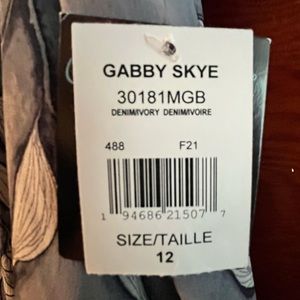 GABBY SKYE
30181MGB
DENIM/IVORY DENIM/IVOIRE
488 F21
1 94686 21507 7
SIZE/TAILLE
12